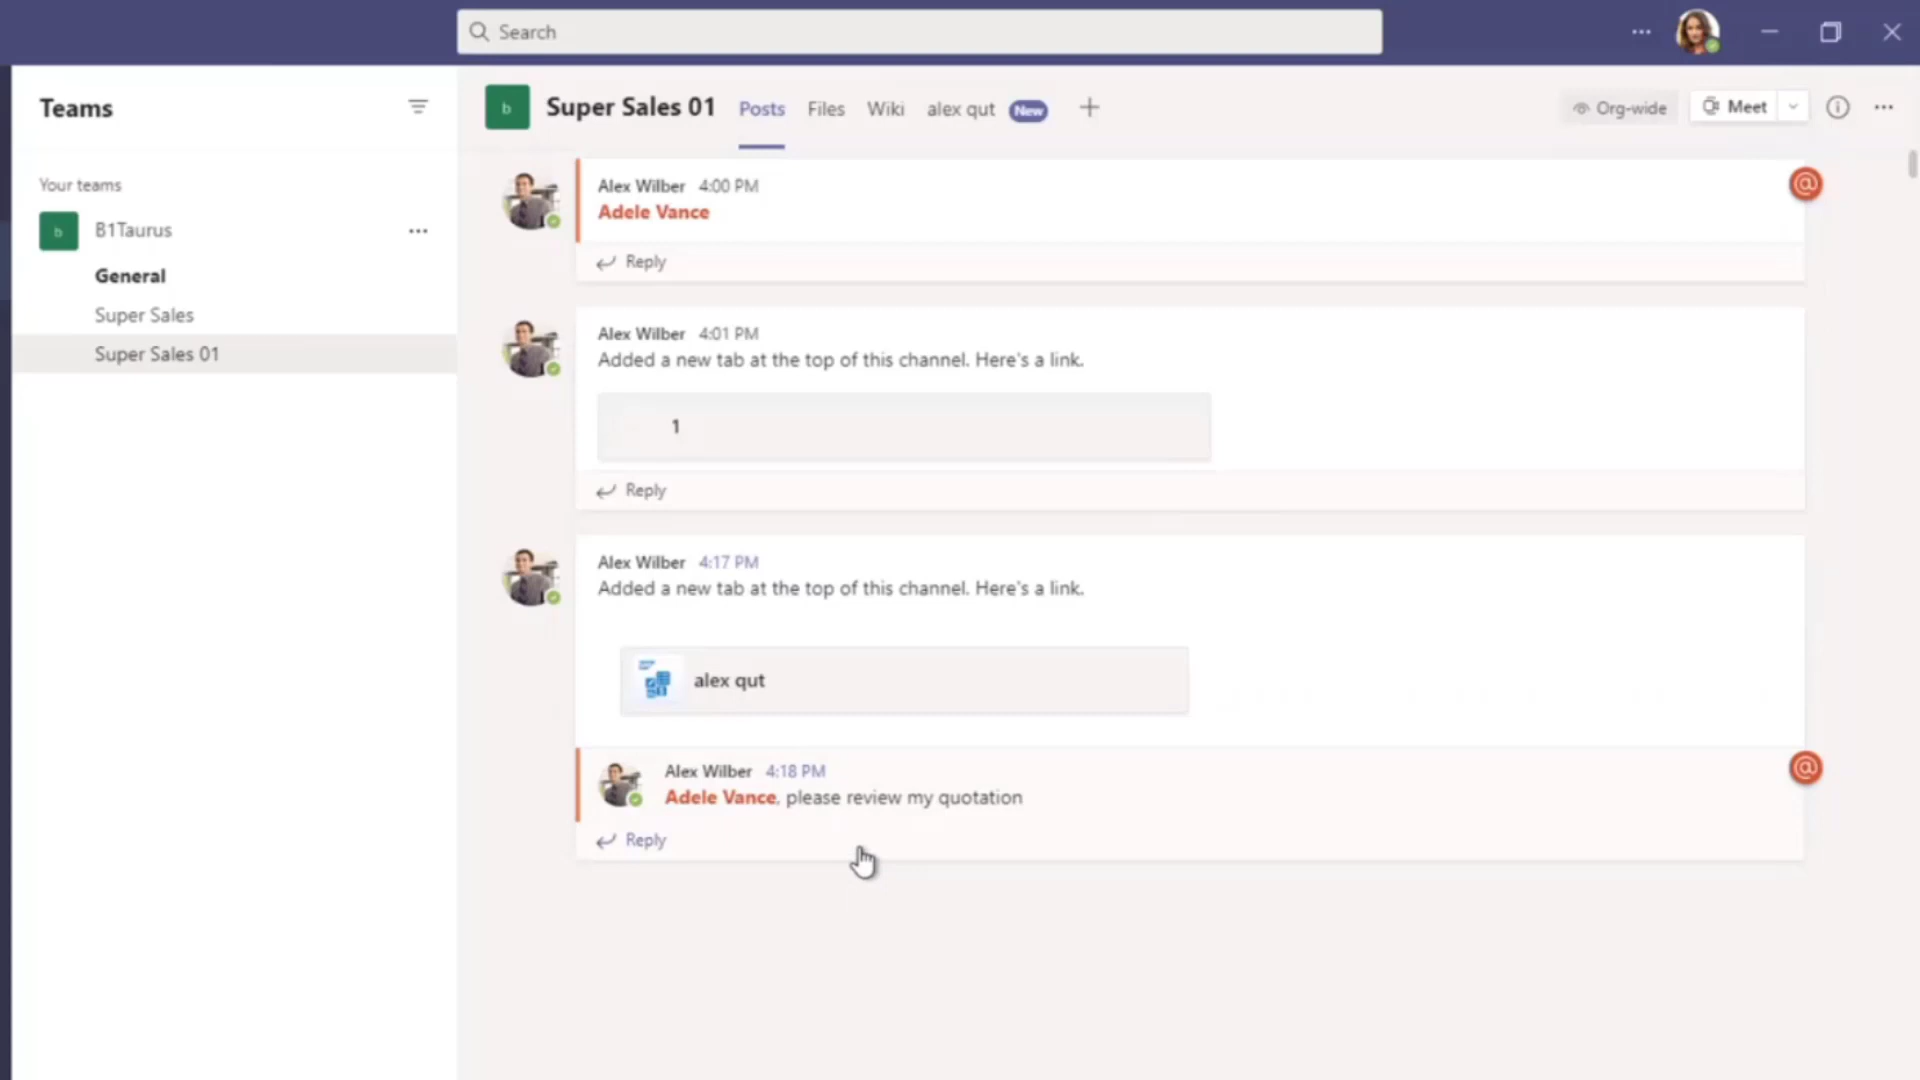 Search
Teams
Your teams
b
B1Taurus
General
Super Sales
Super Sales 01
b
Super Sales 01
Posts
Files
Wiki
alex qut
New
Org-wide
Meet
Alex Wilber 4:00 PM
Adele Vance
Reply
Alex Wilber 4:01 PM
Added a new tab at the top of this channel. Here's a link.
1
Reply
Alex Wilber 4:17 PM
Added a new tab at the top of this channel. Here's a link.
alex qut
Alex Wilber 4:18 PM
Adele Vance, please review my quotation
Reply